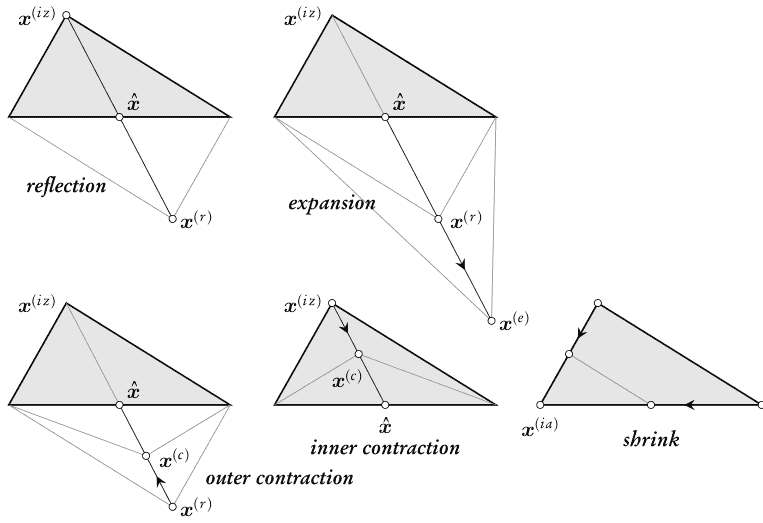 x^(iz)
x̂
reflection
x^(r)
x^(iz)
x̂
expansion
x^(r)
x^(e)
x^(iz)
x̂
x^(c)
outer contraction
x^(r)
x^(iz)
x^(c)
x̂
inner contraction
x^(ia)
shrink